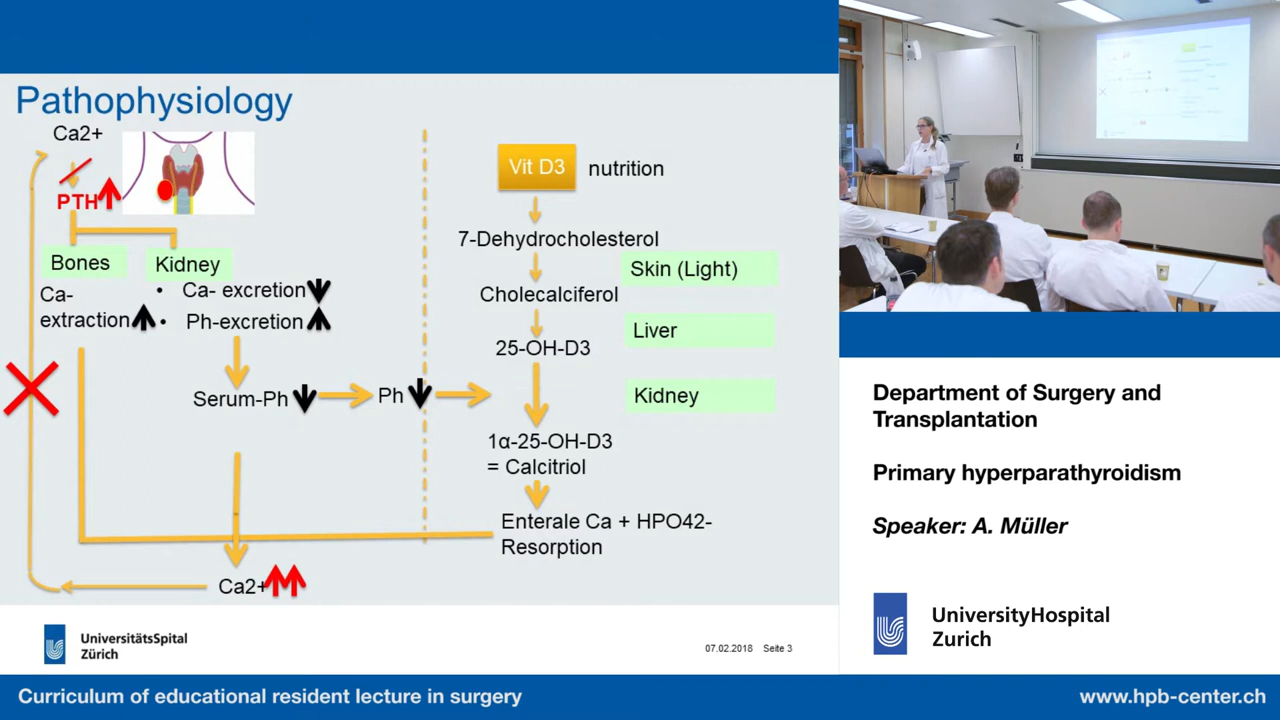 Pathophysiology
Ca2+
PTH
Bones
Kidney
Ca-
extraction
• Ca- excretion
• Ph-excretion
Serum-Ph
Ph
Ca2+
Vit D3
nutrition
7-Dehydrocholesterol
Skin (Light)
Cholecalciferol
Liver
25-OH-D3
Kidney
1α-25-OH-D3
= Calcitriol
Enterale Ca + HPO42-
Resorption
UniversitätsSpital
Zürich
07.02.2018 Seite 3
Department of Surgery and
Transplantation
Primary hyperparathyroidism
Speaker: A. Müller
UniversityHospital
Zurich
Curriculum of educational resident lecture in surgery
www.hpb-center.ch